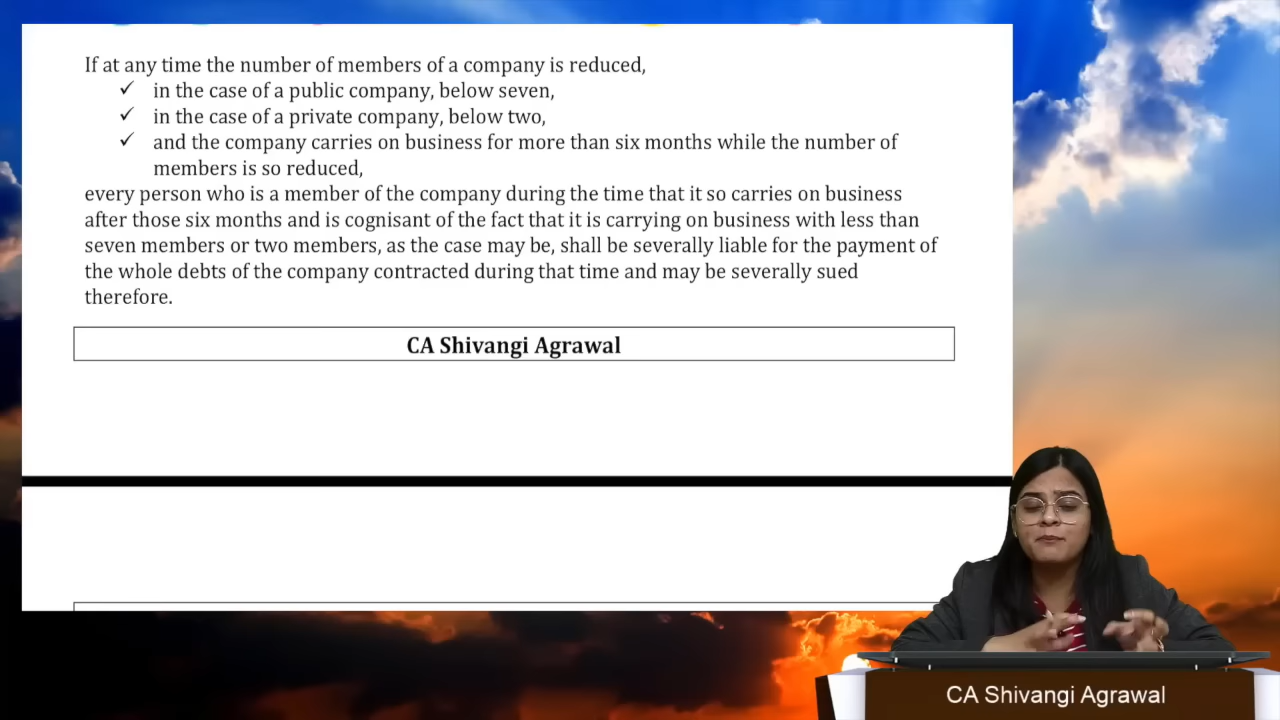 If at any time the number of members of a company is reduced,
✓ in the case of a public company, below seven,
✓ in the case of a private company, below two,
✓ and the company carries on business for more than six months while the number of
members is so reduced,
every person who is a member of the company during the time that it so carries on business
after those six months and is cognisant of the fact that it is carrying on business with less than
seven members or two members, as the case may be, shall be severally liable for the payment of
the whole debts of the company contracted during that time and may be severally sued
therefore.
CA Shivangi Agrawal
CA Shivangi Agrawal